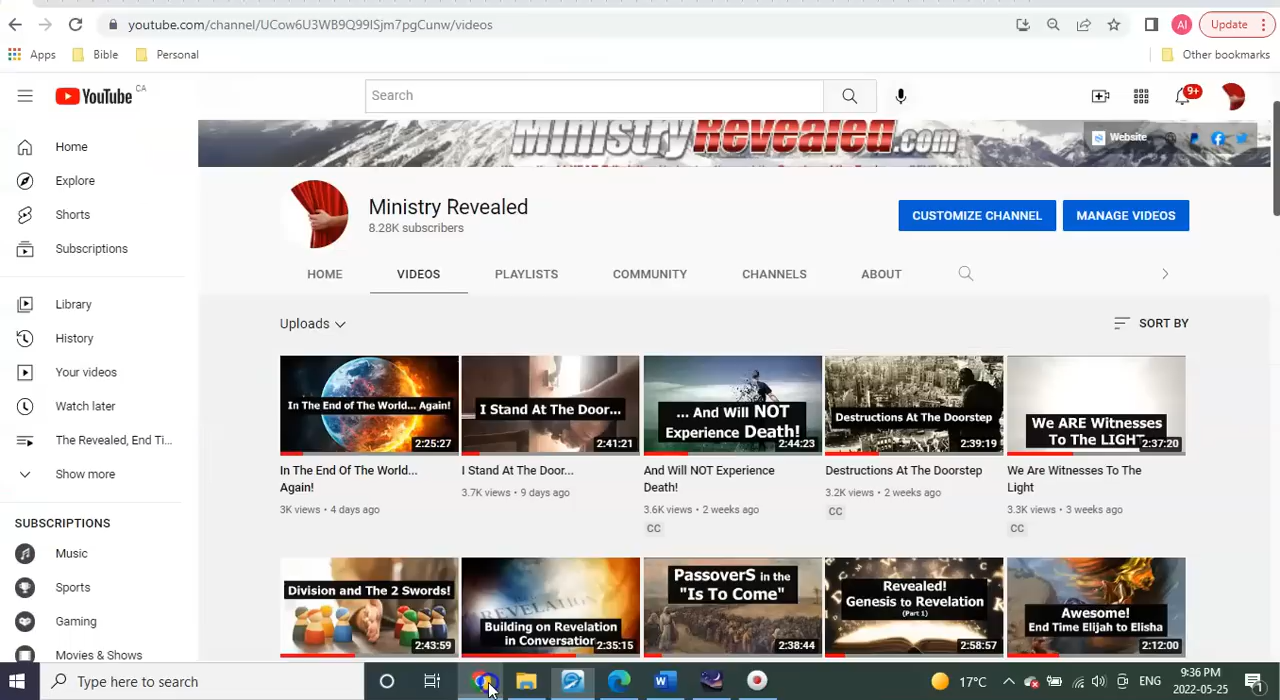 youtube.com/channel/UCow6U3WB9Q99ISjm7pgCunw/videos
AI
Update
Apps
Bible
Personal
Other bookmarks
YouTube CA
Search
9+
MinistryRevealed.com
Website
Home
Explore
Shorts
Subscriptions
Library
History
Your videos
Watch later
The Revealed, End Ti...
Show more
SUBSCRIPTIONS
Music
Sports
Gaming
Movies & Shows
Ministry Revealed
8.28K subscribers
CUSTOMIZE CHANNEL
MANAGE VIDEOS
HOME
VIDEOS
PLAYLISTS
COMMUNITY
CHANNELS
ABOUT
Uploads
SORT BY
In The End of The World... Again!
2:25:27
In The End Of The World...
Again!
3K views • 4 days ago
I Stand At The Door...
2:41:21
I Stand At The Door...
3.7K views • 9 days ago
... And Will NOT
Experience Death!
2:44:23
And Will NOT Experience
Death!
3.6K views • 2 weeks ago
CC
Destructions At The Doorstep
2:39:19
Destructions At The Doorstep
3.2K views • 2 weeks ago
CC
We ARE Witnesses
To The LIGHT
2:37:20
We Are Witnesses To The
Light
3.3K views • 3 weeks ago
CC
Division and The 2 Swords!
2:43:59
REVELATION
Building on Revelation
in Conversation
2:35:15
PassoverS in the
"Is To Come"
2:38:44
Revealed!
Genesis to Revelation
(Part 1)
2:58:57
Awesome!
End Time Elijah to Elisha
2:12:00
Type here to search
17°C
ENG
9:36 PM
2022-05-25
1